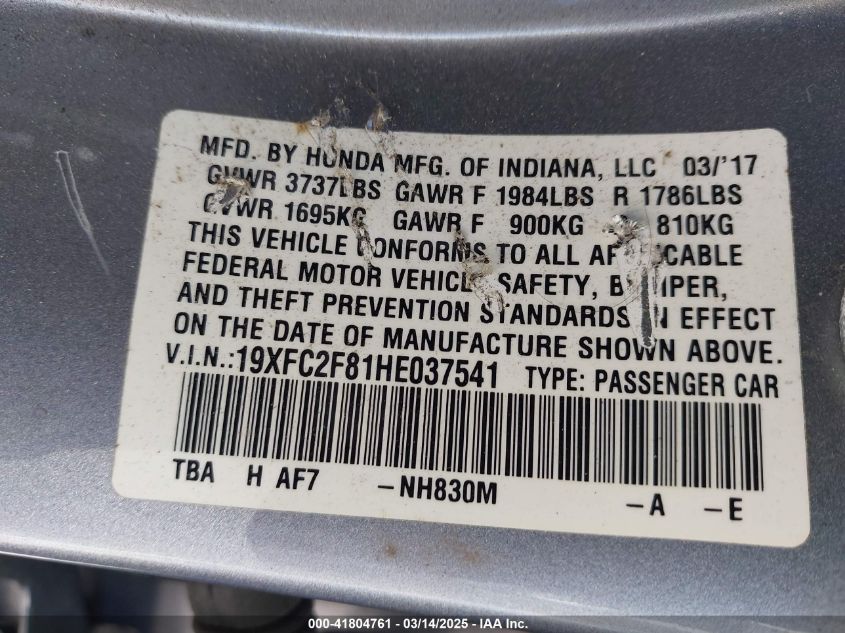 MFD. BY HONDA MFG. OF INDIANA, LLC 03/'17
GVWR 3737LBS GAWR F 1984LBS R 1786LBS
GVWR 1695KG GAWR F 900KG 810KG
THIS VEHICLE CONFORMS TO ALL APPLICABLE
FEDERAL MOTOR VEHICLE SAFETY, BUMPER,
AND THEFT PREVENTION STANDARDS IN EFFECT
ON THE DATE OF MANUFACTURE SHOWN ABOVE.
V.I.N.:19XFC2F81HE037541 TYPE: PASSENGER CAR
TBA H AF7 -NH830M -A -E
000-41804761 - 03/14/2025 - IAA Inc.